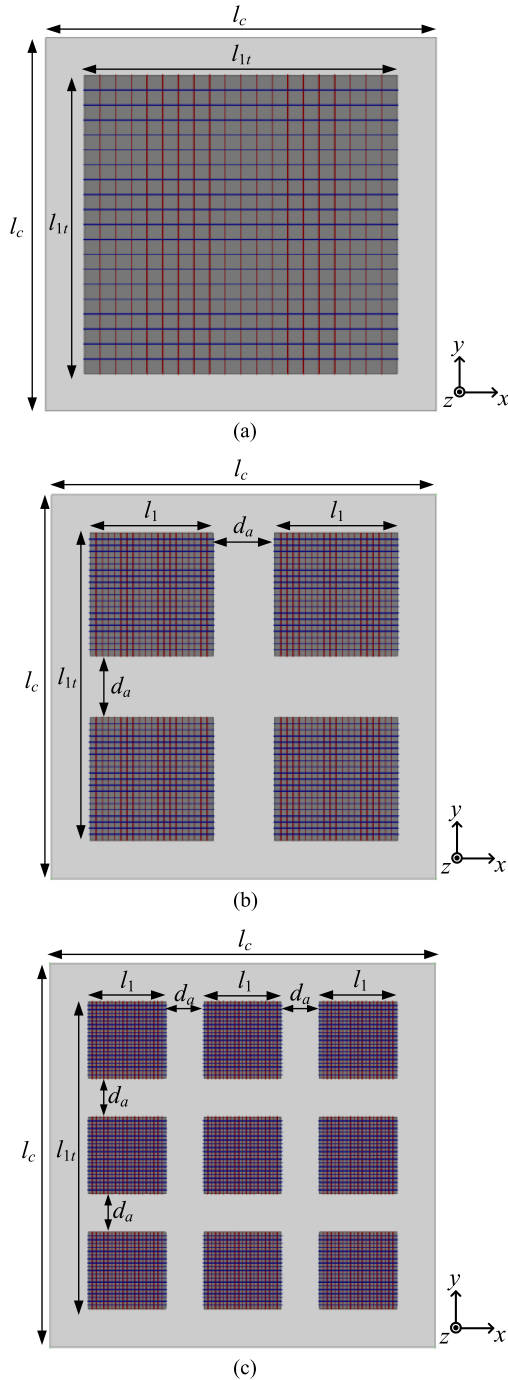 l_c
l_{1t}
l_c
l_{1t}
y
z
x
(a)
l_c
l_1
l_1
d_a
l_c
l_{1t}
d_a
y
z
x
(b)
l_c
l_1
l_1
l_1
d_a
d_a
d_a
l_c
l_{1t}
d_a
y
z
x
(c)